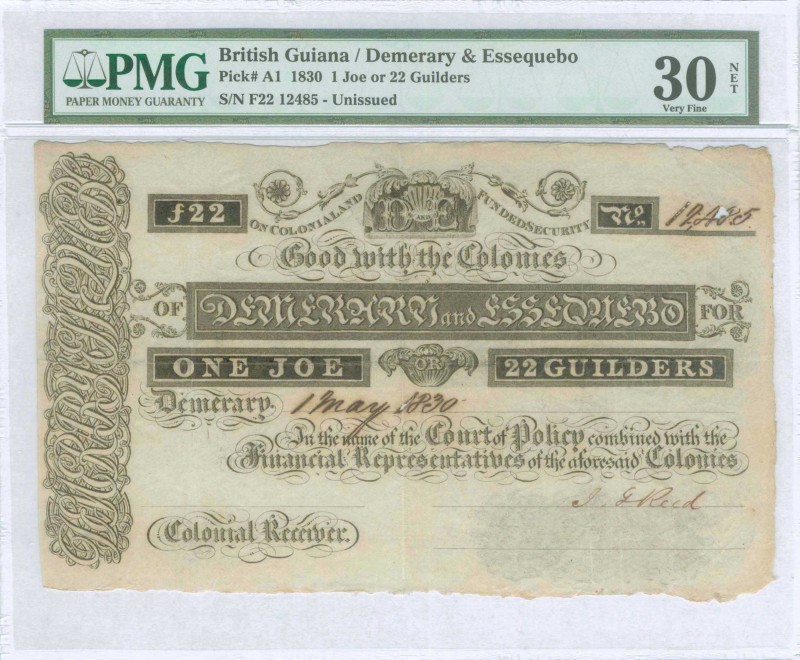 PMG
PAPER MONEY GUARANTY
British Guiana / Demerary & Essequebo
Pick# A1 1830 1 Joe or 22 Guilders
S/N F22 12485 - Unissued
30 NET
Very Fine
ƒ22
ON COLONIAL AND
FUNDED SECURITY
No. 12485
Good with the Colonies
OF DEMERARY and ESSEQUEBO FOR
ONE JOE OR 22 GUILDERS
Demerary. 1 May 1830
In the name of the Court of Policy combined with the
Financial Representatives of the aforesaid Colonies
Colonial Receiver.